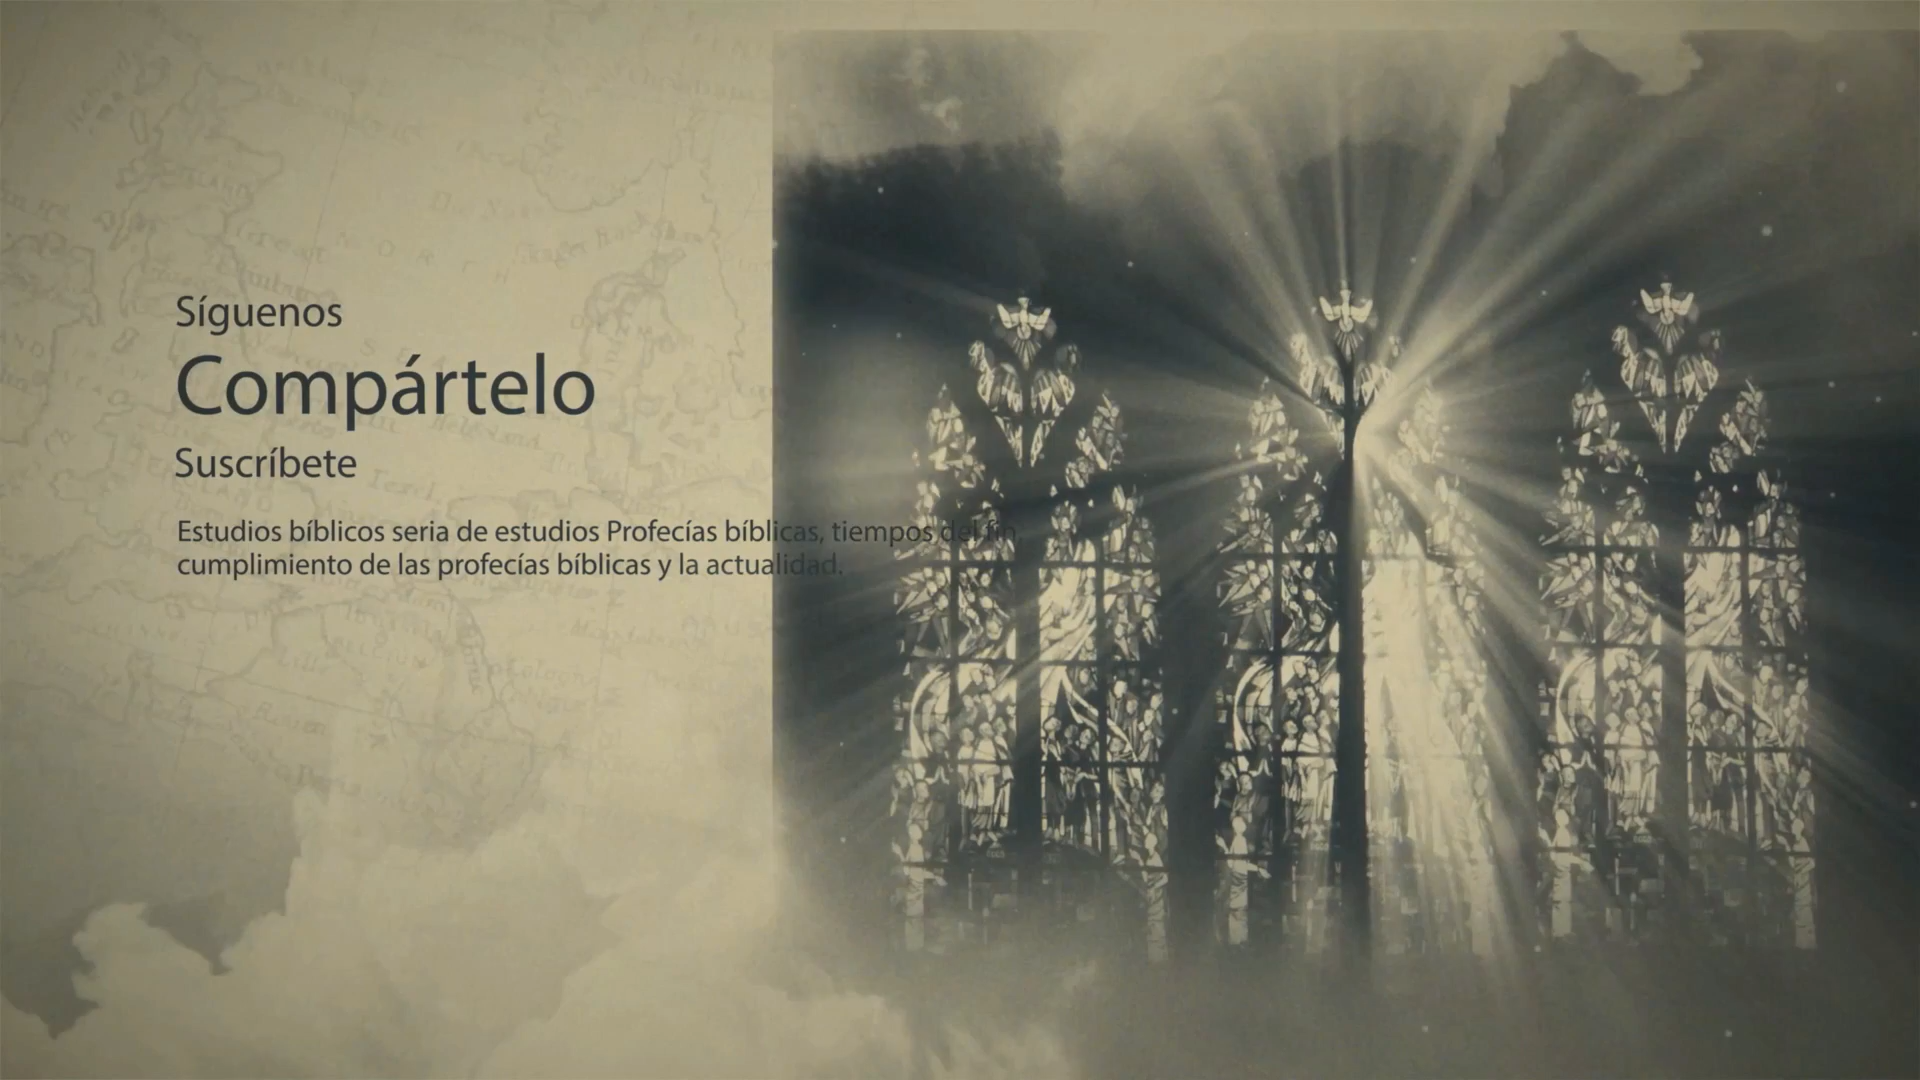 Síguenos
Compártelo
Suscríbete
Estudios bíblicos seria de estudios Profecías bíblicas, tiempos del fin,
cumplimiento de las profecías bíblicas y la actualidad.